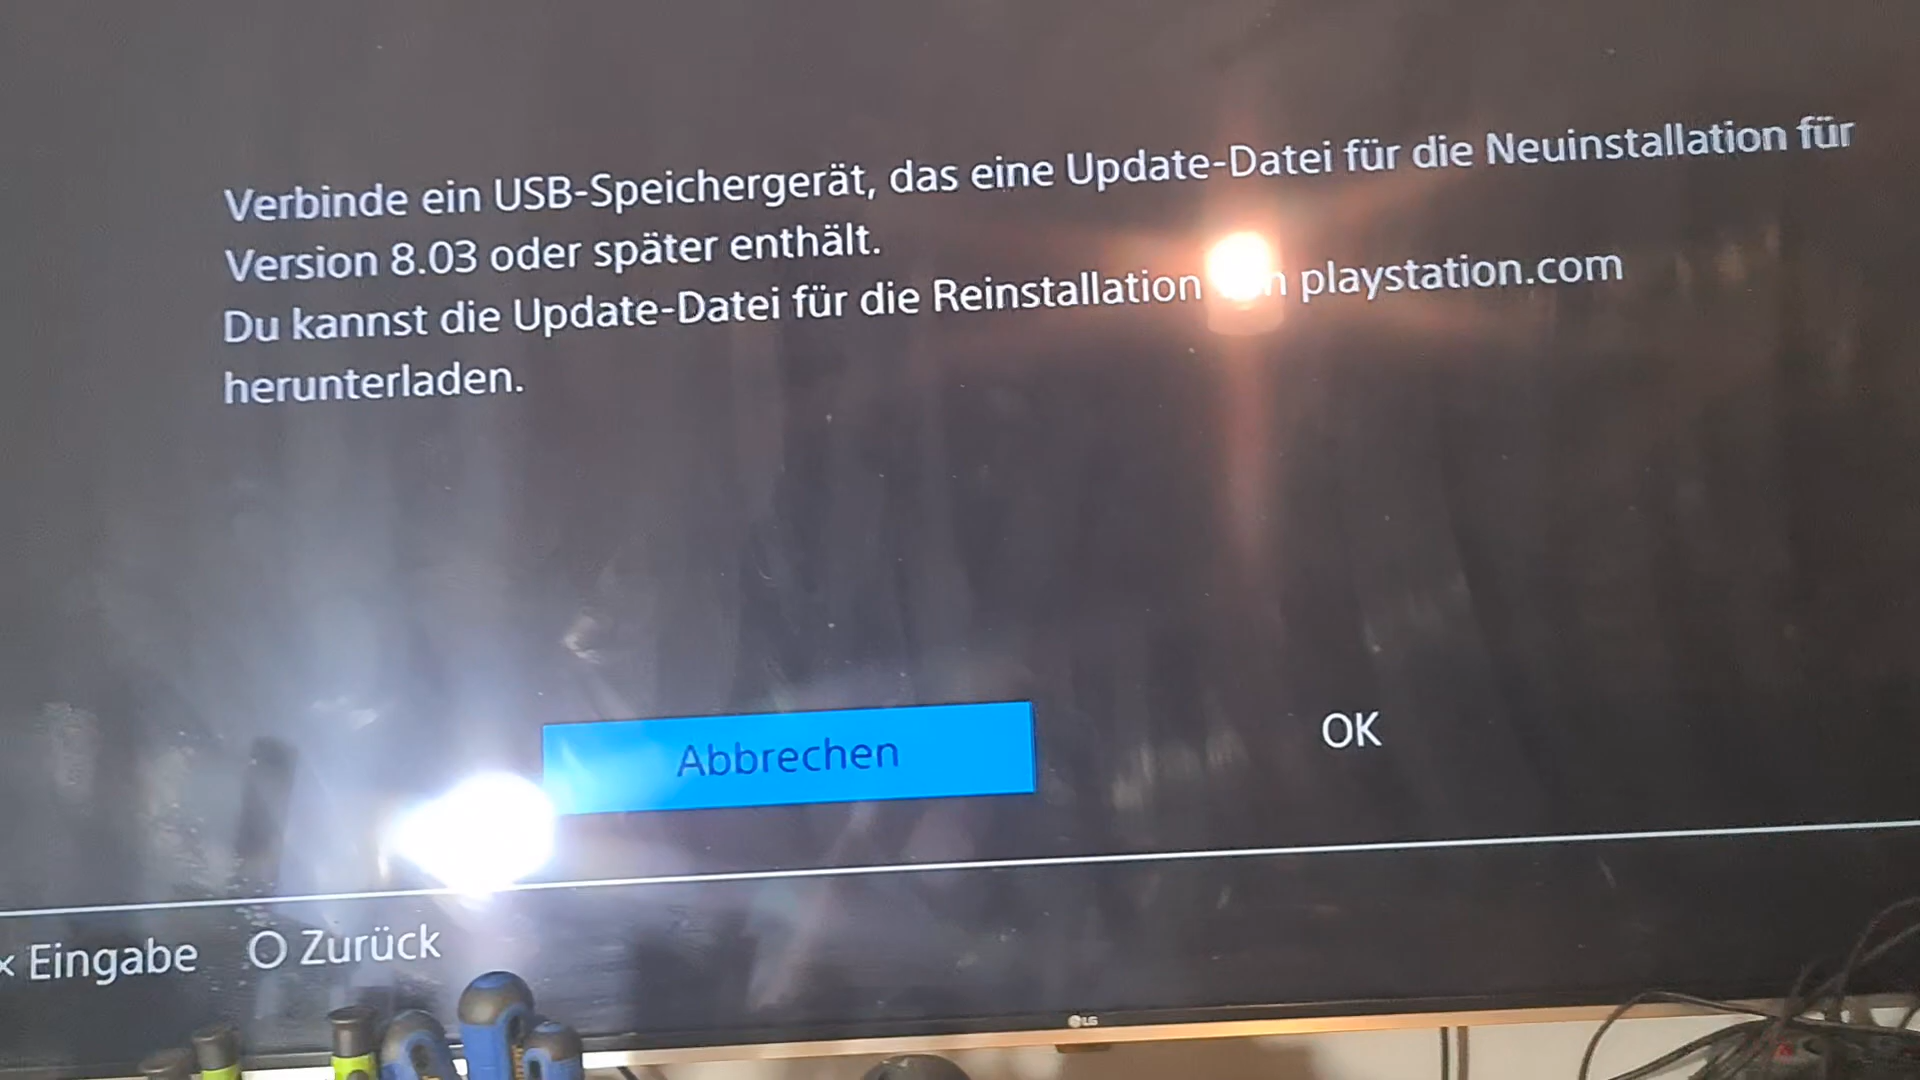 Verbinde ein USB-Speichergerät, das eine Update-Datei für die Neuinstallation für
Version 8.03 oder später enthält.
Du kannst die Update-Datei für die Reinstallation playstation.com
herunterladen.
Abbrechen
OK
× Eingabe
O Zurück
LG